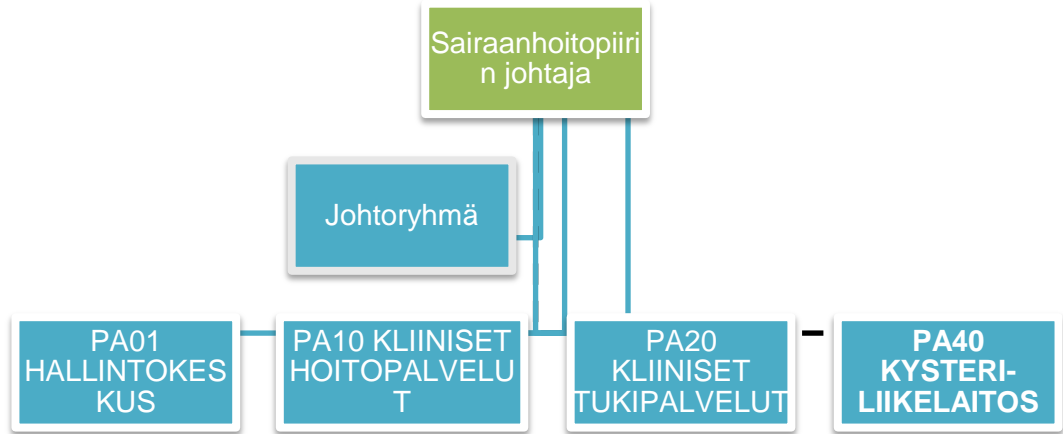 Sairaanhoitopiiri
n johtaja
Johtoryhmä
PA01
HALLINTOKES
KUS
PA10 KLIINISET
HOITOPALVELU
T
PA20
KLIINISET
TUKIPALVELUT
PA40
KYSTERI-
LIIKELAITOS